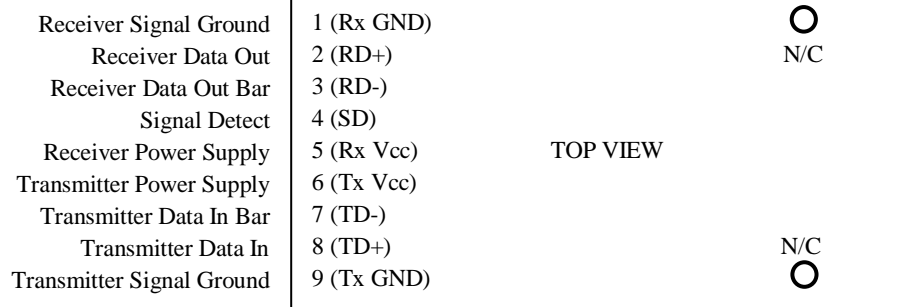 Receiver Signal Ground 1 (Rx GND)
Receiver Data Out 2 (RD+) N/C
Receiver Data Out Bar 3 (RD-)
Signal Detect 4 (SD)
Receiver Power Supply 5 (Rx Vcc) TOP VIEW
Transmitter Power Supply 6 (Tx Vcc)
Transmitter Data In Bar 7 (TD-)
Transmitter Data In 8 (TD+) N/C
Transmitter Signal Ground 9 (Tx GND)